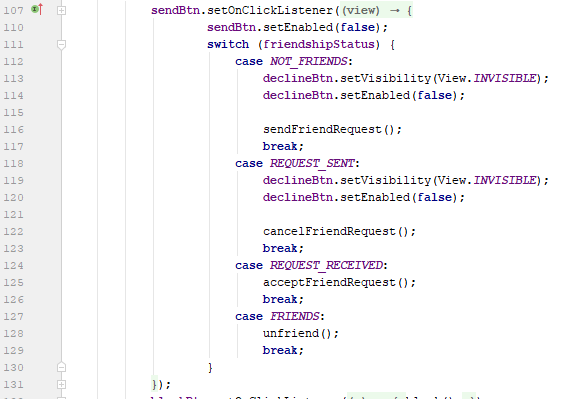 107 sendBtn.setOnClickListener((view) → {
110 sendBtn.setEnabled(false);
111 switch (friendshipStatus) {
112 case NOT_FRIENDS:
113 declineBtn.setVisibility(View.INVISIBLE);
114 declineBtn.setEnabled(false);
115
116 sendFriendRequest();
117 break;
118 case REQUEST_SENT:
119 declineBtn.setVisibility(View.INVISIBLE);
120 declineBtn.setEnabled(false);
121
122 cancelFriendRequest();
123 break;
124 case REQUEST_RECEIVED:
125 acceptFriendRequest();
126 break;
127 case FRIENDS:
128 unfriend();
129 break;
130 }
131 });